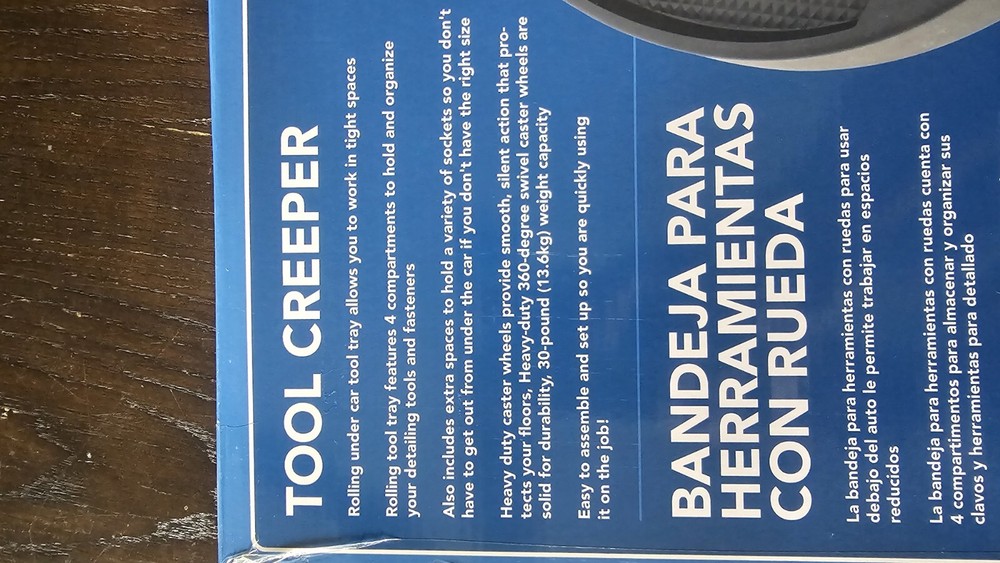 TOOL CREEPER
Rolling under car tool tray allows you to work in tight spaces
Rolling tool tray features 4 compartments to hold and organize
your detailing tools and fasteners
Also includes extra spaces to hold a variety of sockets so you don't
have to get out from under the car if you don't have the right size
Heavy duty caster wheels provide smooth, silent action that pro-
tects your floors, Heavy-duty 360-degree swivel caster wheels are
solid for durability, 30-pound (13.6kg) weight capacity
Easy to assemble and set up so you are quickly using
it on the job!
BANDEJA PARA
HERRAMIENTAS
CON RUEDA
La bandeja para herramientas con ruedas para usar
debajo del auto le permite trabajar en espacios
reducidos
La bandeja para herramientas con ruedas cuenta con
4 compartimentos para almacenar y organizar sus
clavos y herramientas para detallado